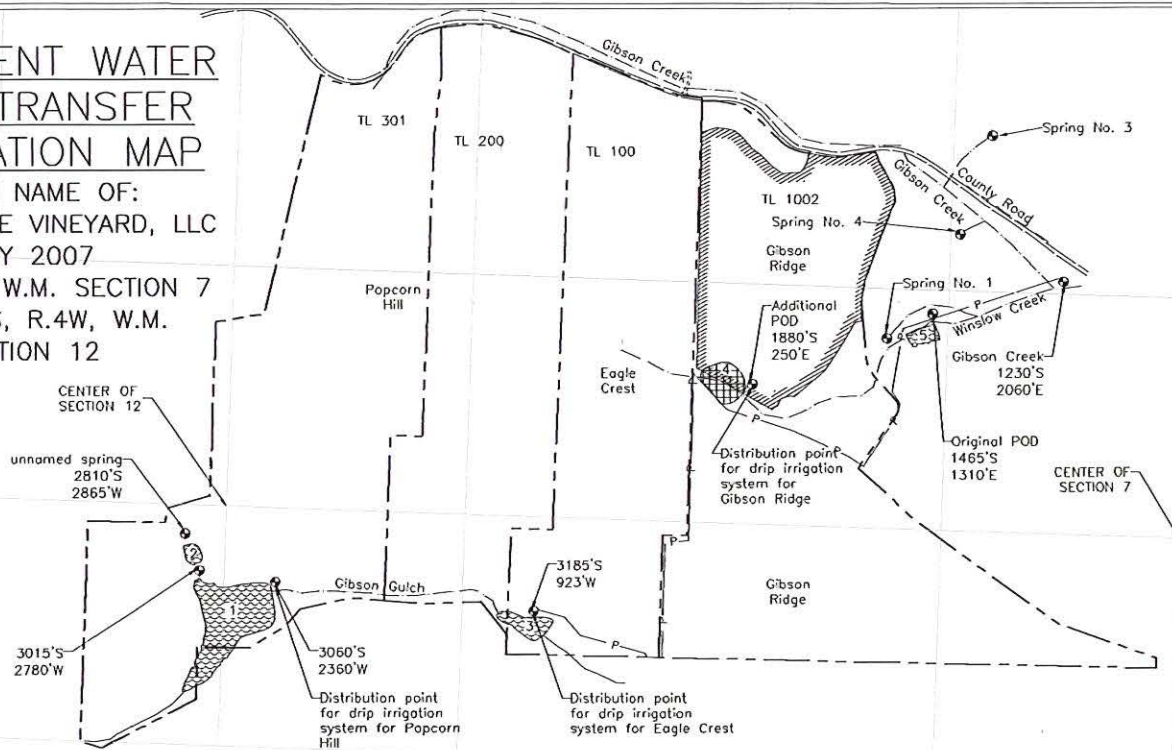 ENT WATER
TRANSFER
ATION MAP
NAME OF:
E VINEYARD, LLC
Y 2007
W.M. SECTION 7
S, R.4W, W.M.
TION 12
CENTER OF
SECTION 12
unnamed spring
2810'S
2865'W
2
1
3015'S
2780'W
3060'S
2360'W
Distribution point
for drip irrigation
system for Popcorn
Hill
Gibson Gulch
TL 301
TL 200
TL 100
Popcorn
Hill
Eagle
Crest
3185'S
923'W
3
P
Distribution point
for drip irrigation
system for Eagle Crest
Gibson Creek
TL 1002
Gibson
Ridge
Additional
POD
1880'S
250'E
4
P
P
Distribution point
for drip irrigation
system for
Gibson Ridge
P
Gibson
Ridge
Spring No. 3
County Road
Gibson Creek
Spring No. 4
Spring No. 1
P
Winslow Creek
5
Gibson Creek
1230'S
2060'E
Original POD
1465'S
1310'E
CENTER OF
SECTION 7